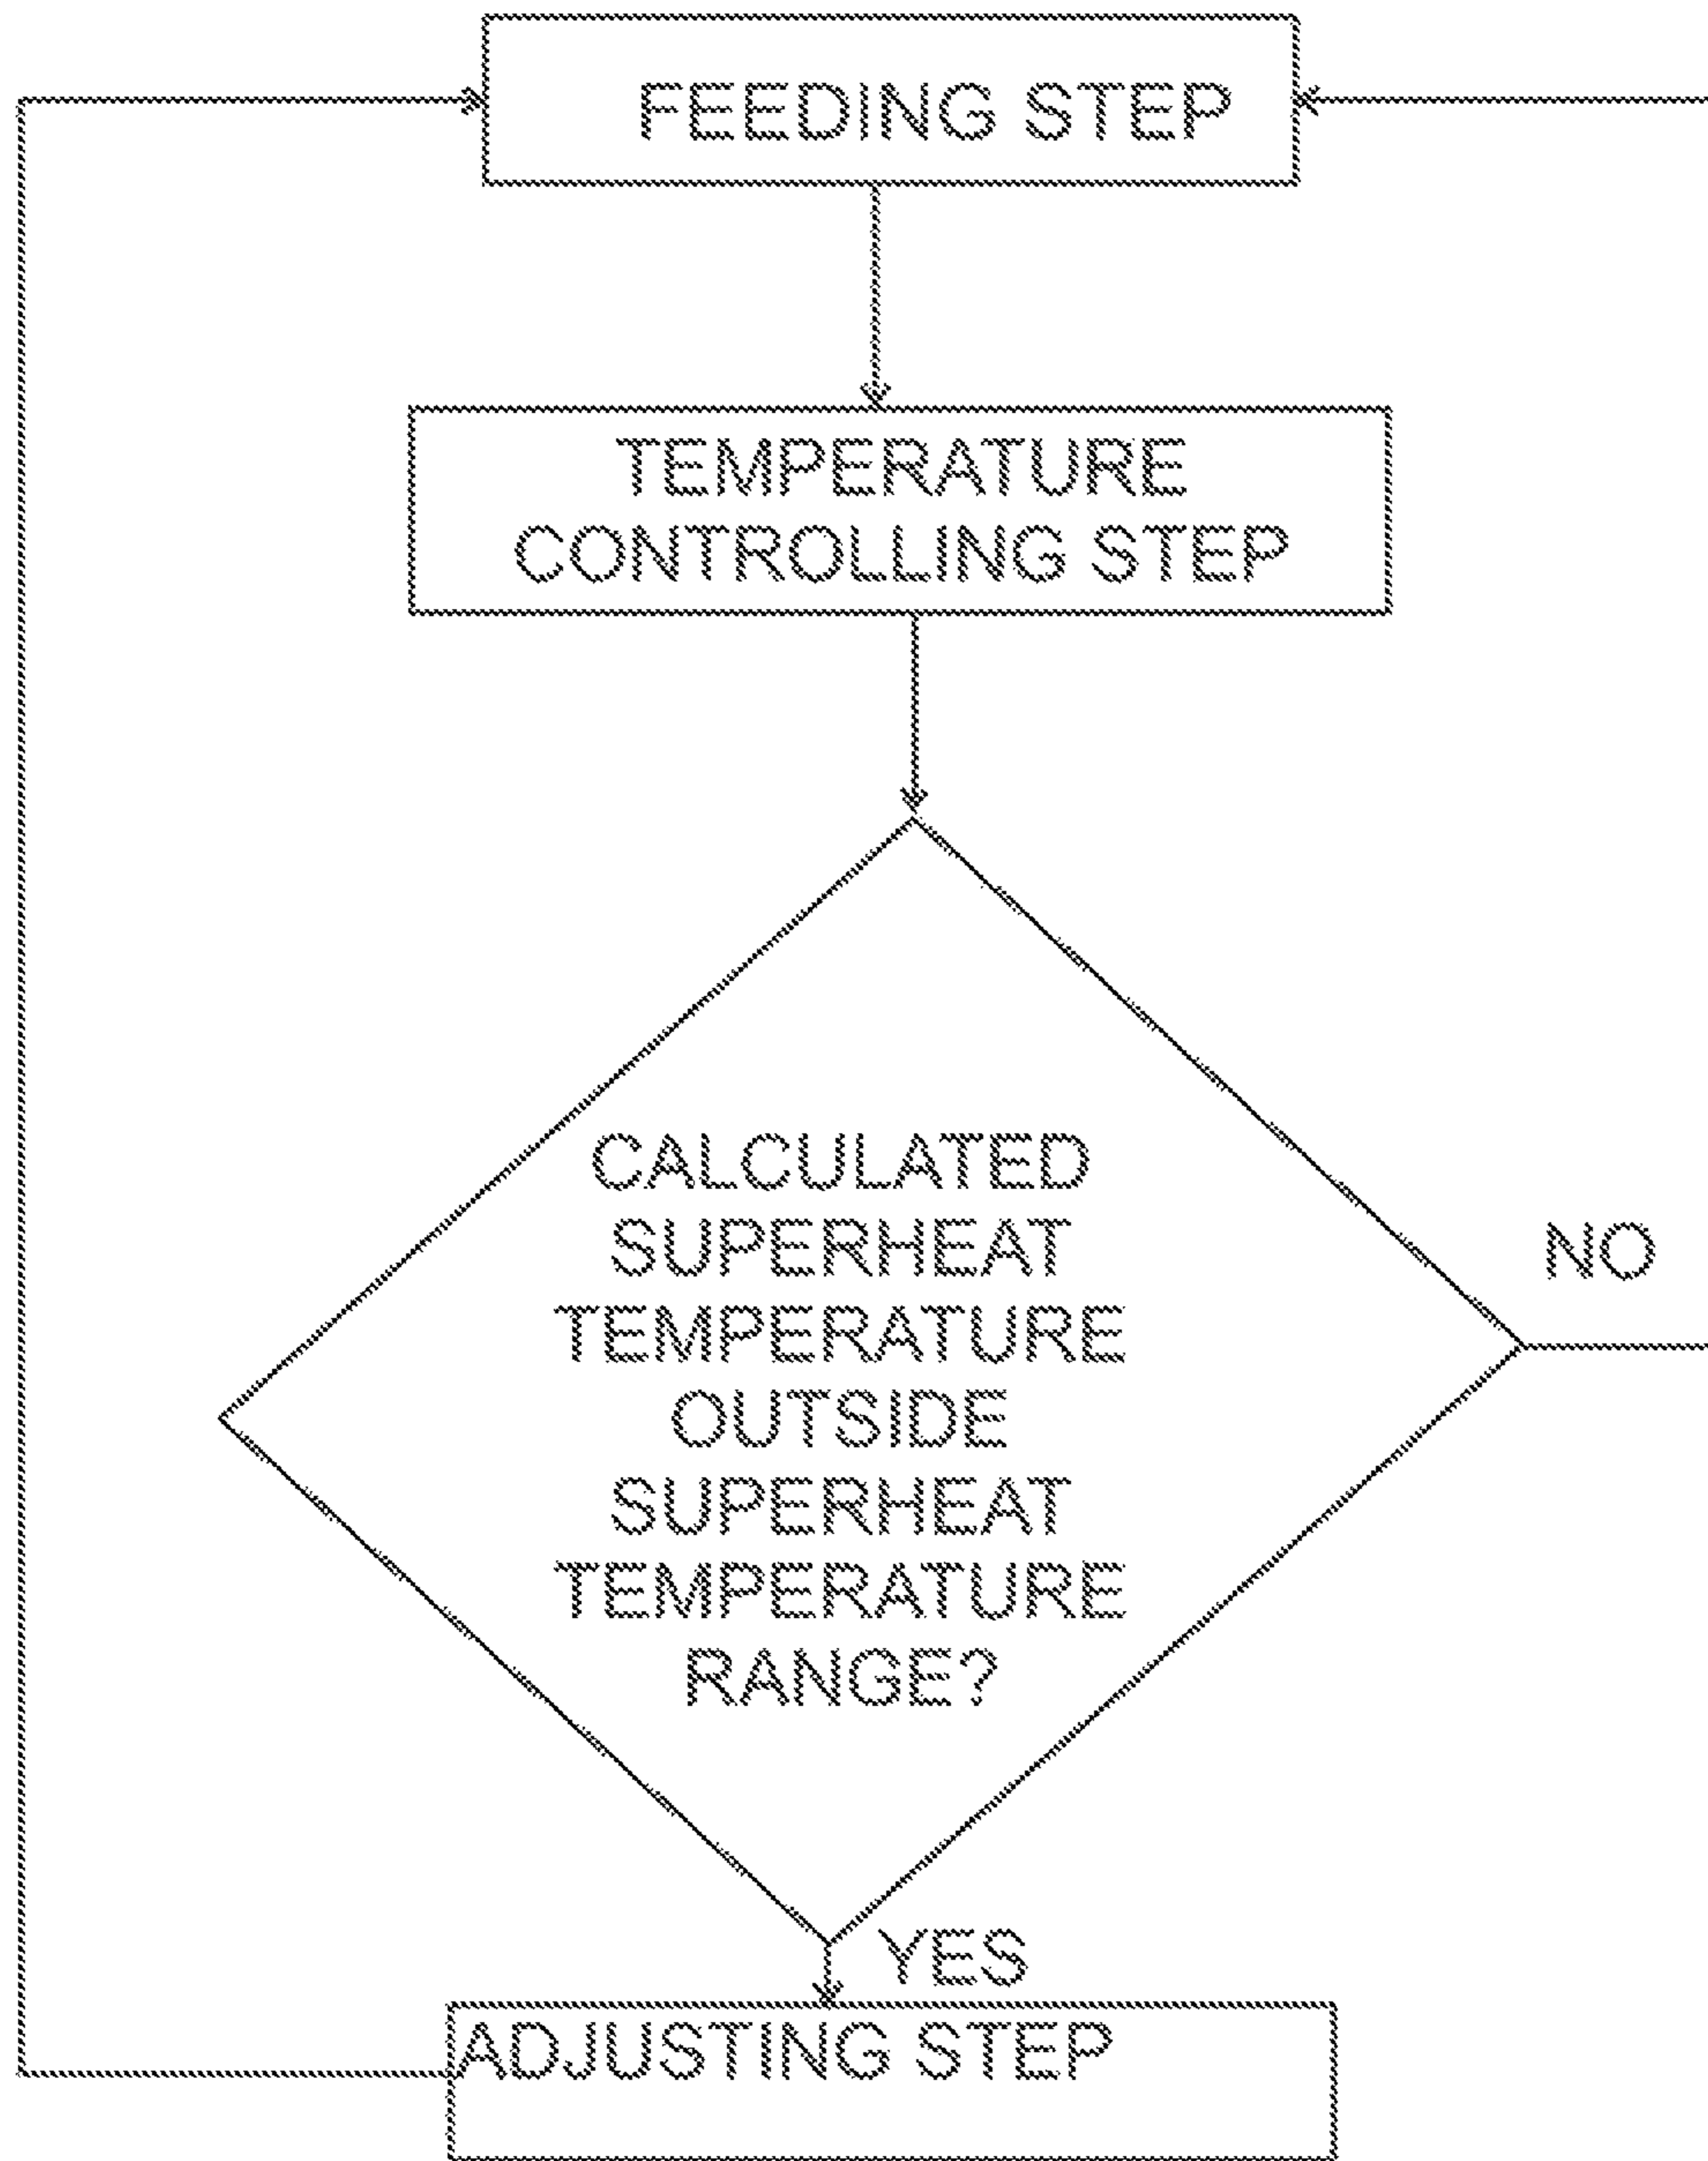 FEEDING STEP
TEMPERATURE
CONTROLLING STEP
CALCULATED
SUPERHEAT
TEMPERATURE
OUTSIDE
SUPERHEAT
TEMPERATURE
RANGE?
NO
YES
ADJUSTING STEP